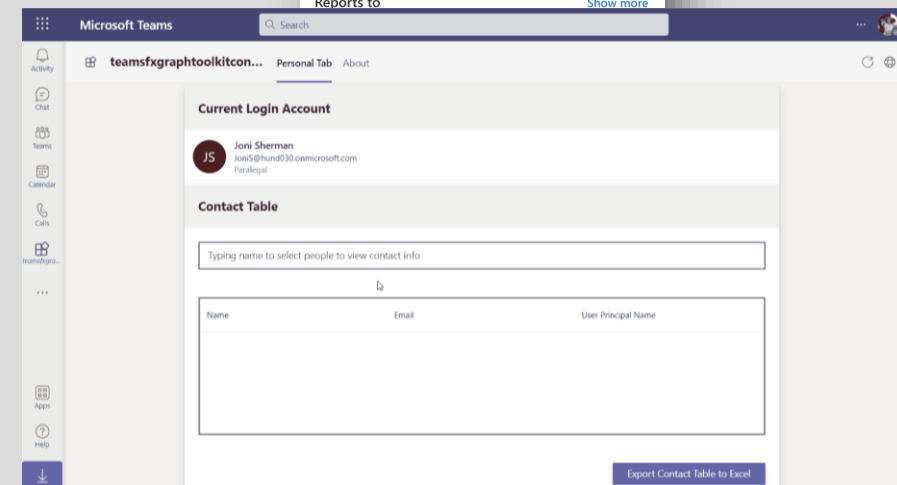 Reports to Show more
Microsoft Teams Search ...
Activity
teamsfxgraphtoolkitcon... Personal Tab About
Chat
Teams
Calendar
Calls
teamsfxgra...
...
Apps
Help
Current Login Account
JS
Joni Sherman
JoniS@hund030.onmicrosoft.com
Paralegal
Contact Table
Typing name to select people to view contact info
Name Email User Principal Name
Export Contact Table to Excel